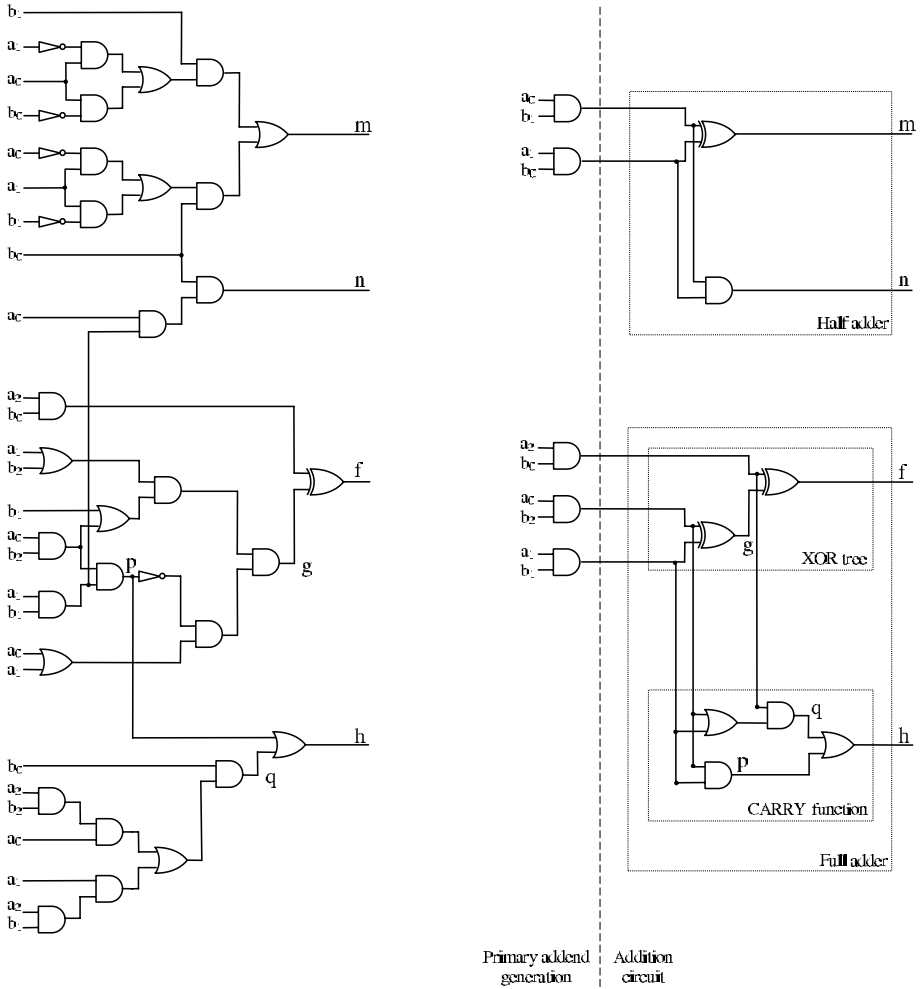 b₁
a₁
a₀
b₀
m
a₀
a₁
b₁
b₀
n
a₀
a₂
b₀
a₁
b₂
f
b₁
a₀
b₂
p
g
a₁
b₁
a₀
a₁
h
b₀
q
a₂
b₂
a₀
a₁
a₂
b₁
a₀
b₁
m
a₁
b₀
n
Half adder
a₂
b₀
f
a₀
b₂
g
a₁
b₁
XOR tree
q
h
p
CARRY function
Full adder
Primary addend
generation
Addition
circuit